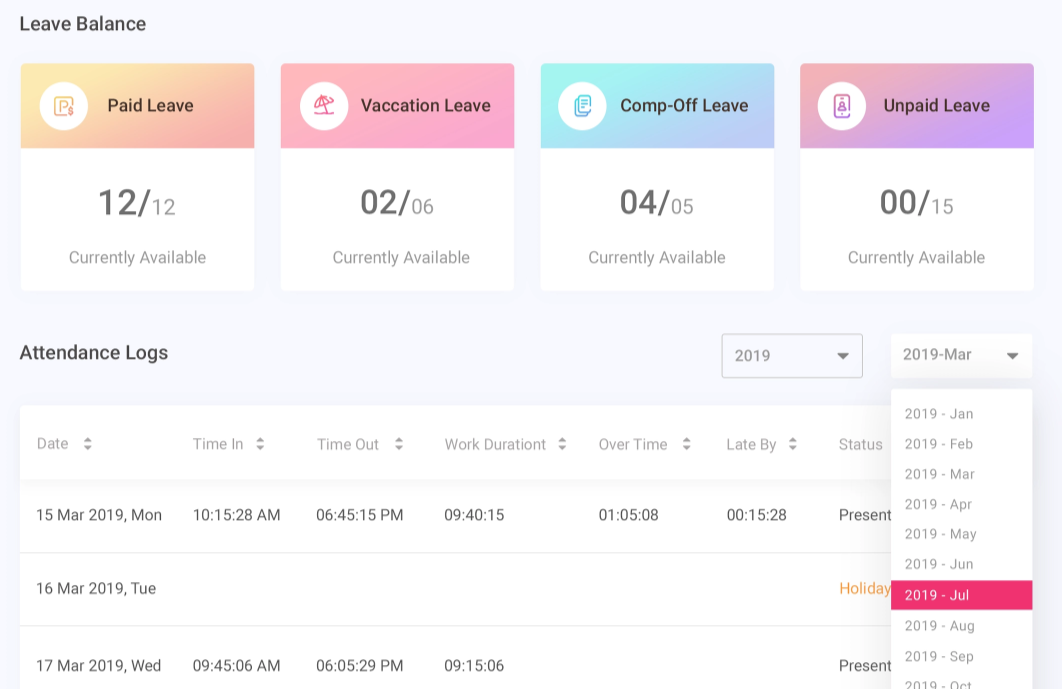 Leave Balance
Paid Leave
Vaccation Leave
Comp-Off Leave
Unpaid Leave
12/12
02/06
04/05
00/15
Currently Available
Currently Available
Currently Available
Currently Available
Attendance Logs
2019
2019-Mar
2019 - Jan
2019 - Feb
2019 - Mar
2019 - Apr
2019 - May
2019 - Jun
2019 - Jul
2019 - Aug
2019 - Sep
2019 - Oct
Date Time In Time Out Work Durationt Over Time Late By Status
15 Mar 2019, Mon 10:15:28 AM 06:45:15 PM 09:40:15 01:05:08 00:15:28 Present
16 Mar 2019, Tue Holiday
17 Mar 2019, Wed 09:45:06 AM 06:05:29 PM 09:15:06 Present